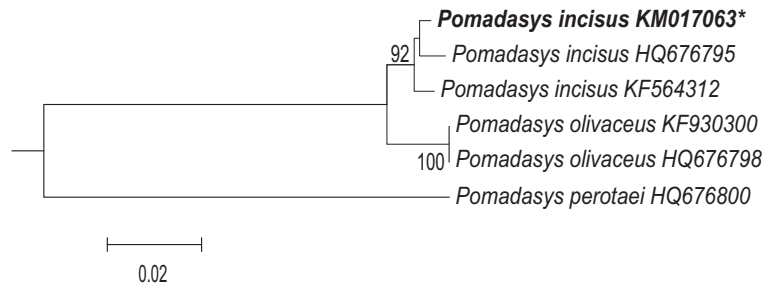 Pomadasys incisus KM017063*
92
Pomadasys incisus HQ676795
Pomadasys incisus KF564312
Pomadasys olivaceus KF930300
100
Pomadasys olivaceus HQ676798
Pomadasys perotaei HQ676800
0.02